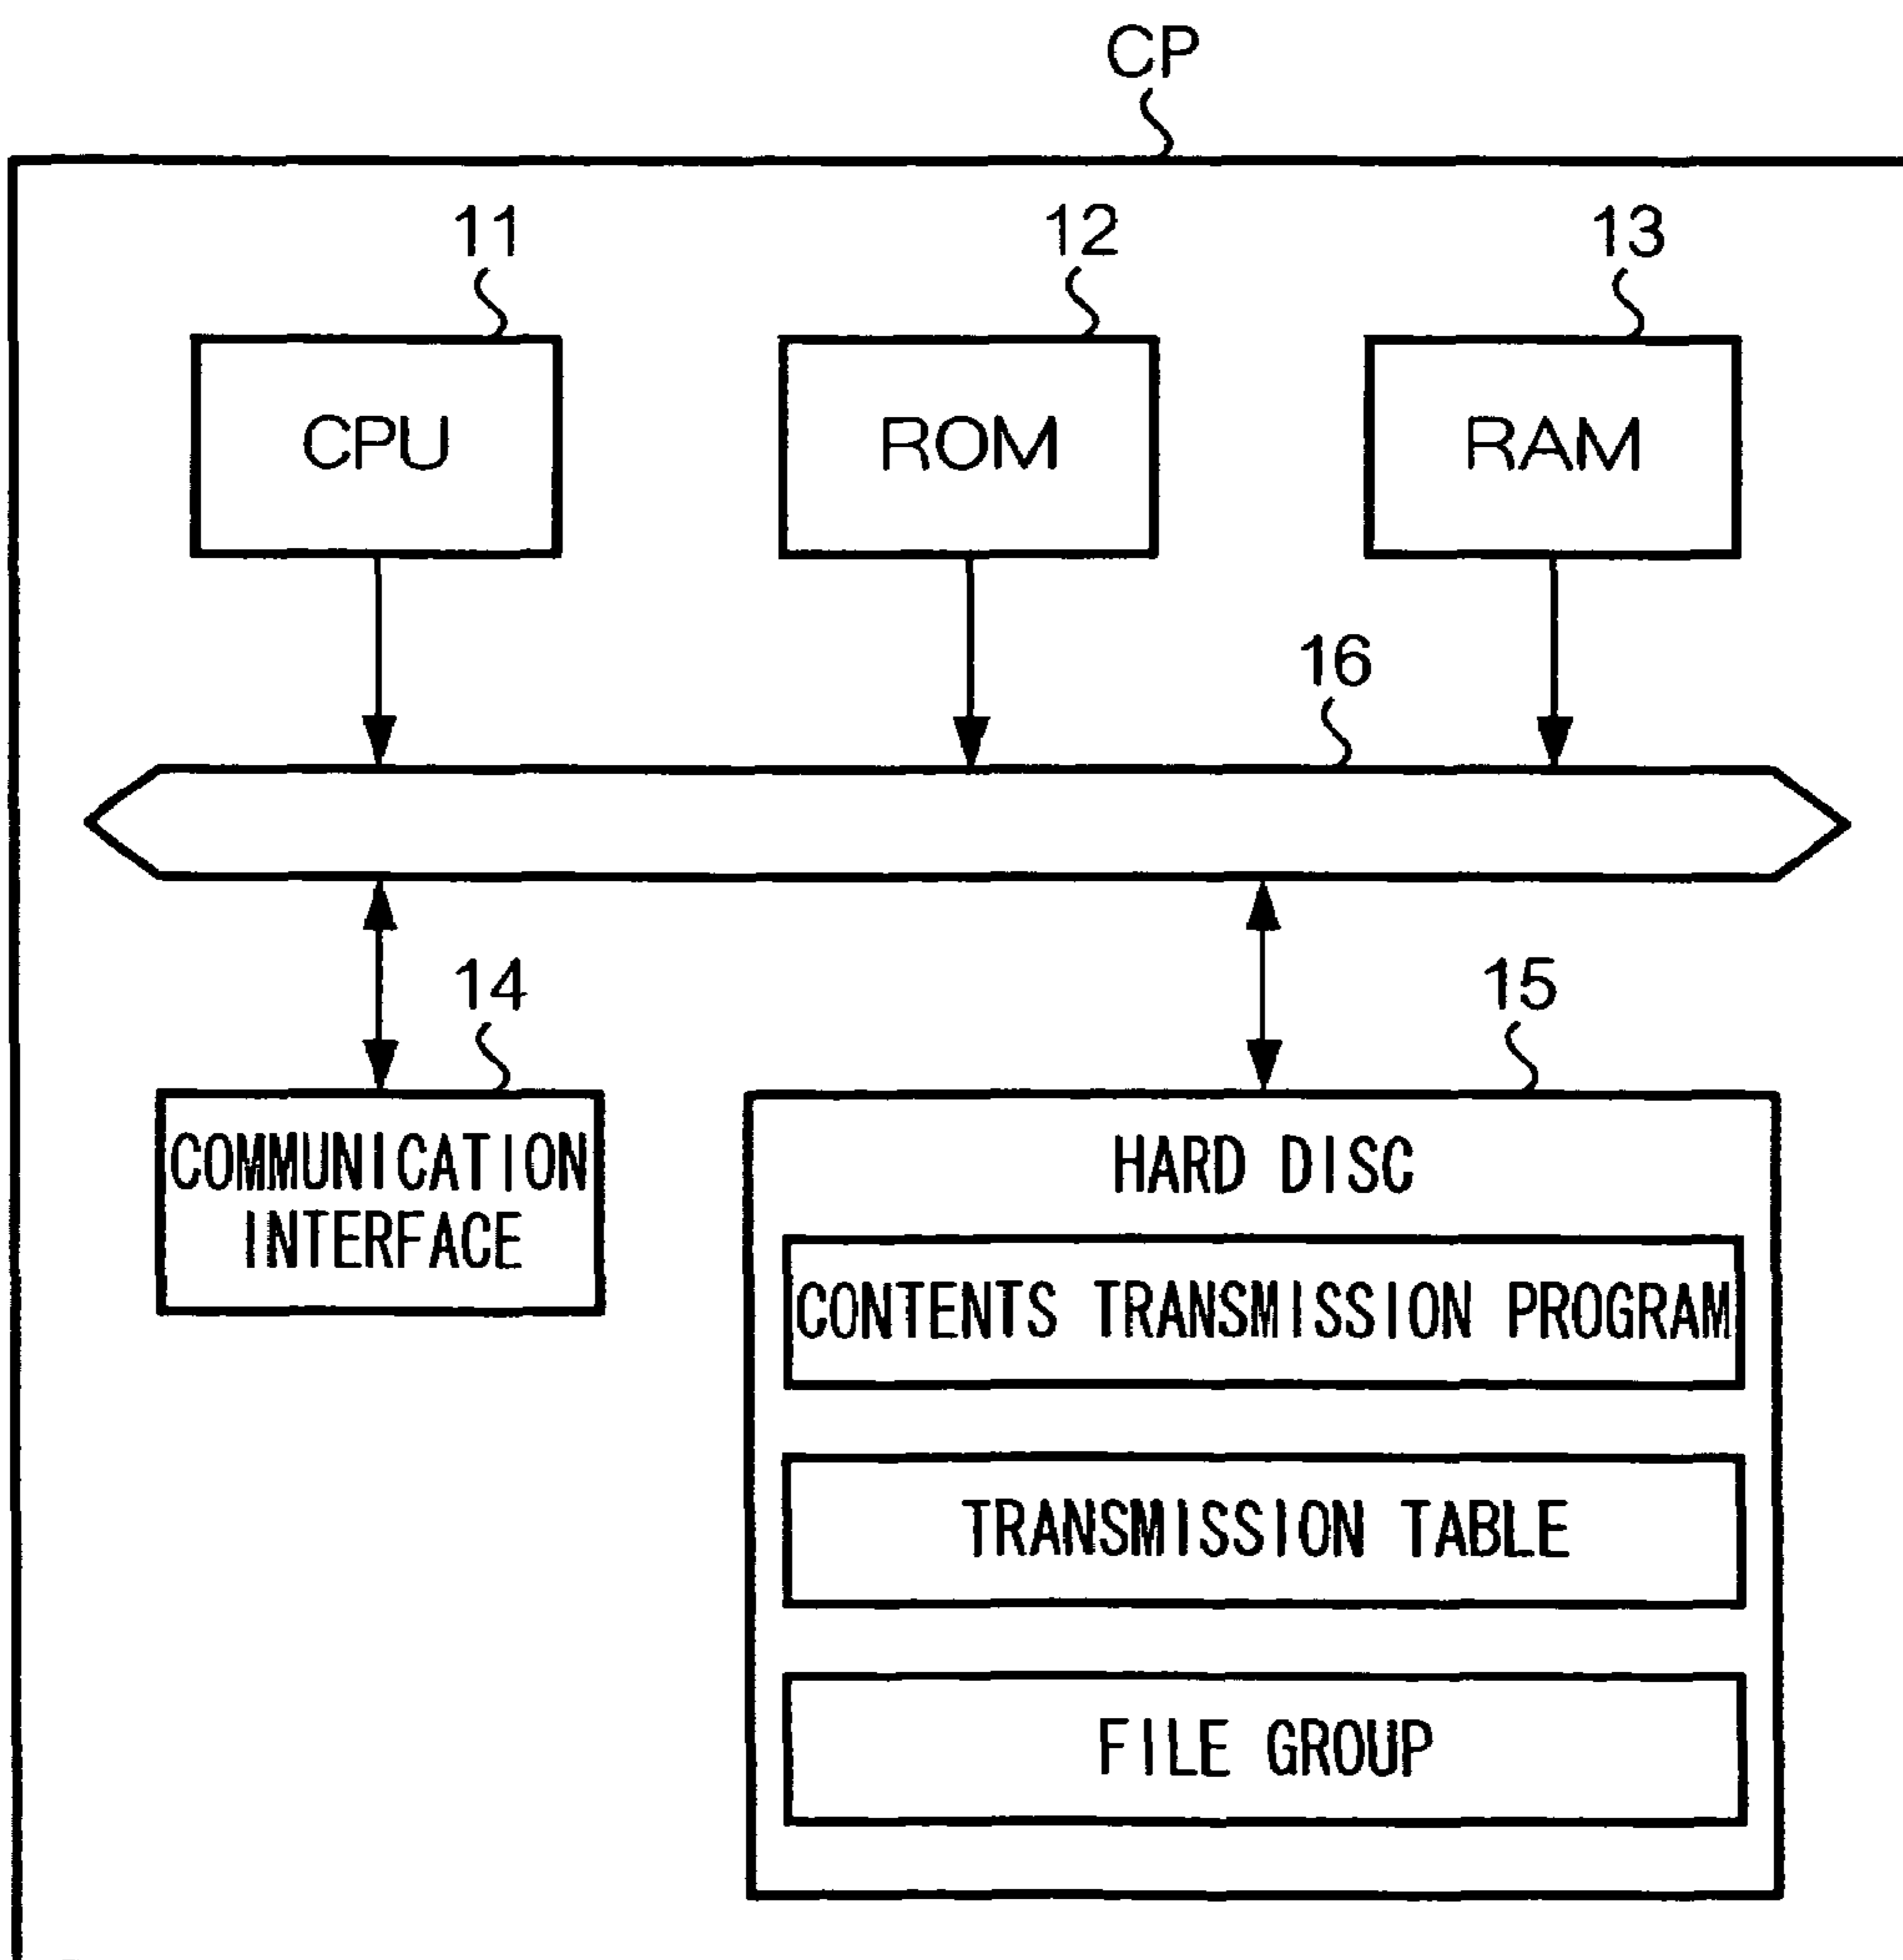 CP
11
12
13
CPU
ROM
RAM
16
14
15
COMMUNICATION
INTERFACE
HARD DISC
CONTENTS TRANSMISSION PROGRAM
TRANSMISSION TABLE
FILE GROUP